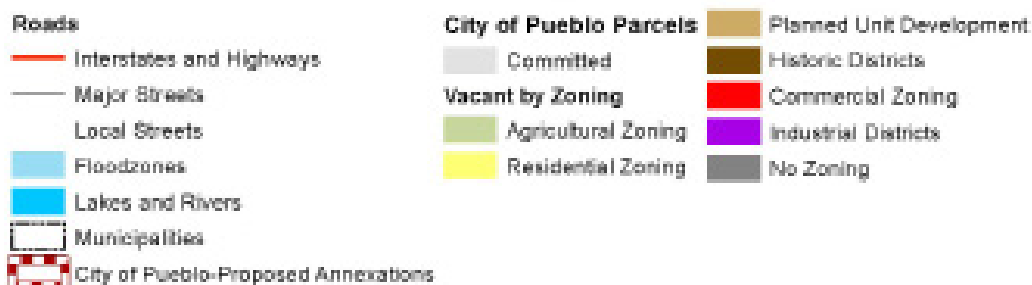 Roads
Interstates and Highways
Major Streets
Local Streets
Floodzones
Lakes and Rivers
Municipalities
City of Pueblo-Proposed Annexations
City of Pueblo Parcels
Committed
Vacant by Zoning
Agricultural Zoning
Residential Zoning
Planned Unit Development
Historic Districts
Commercial Zoning
Industrial Districts
No Zoning